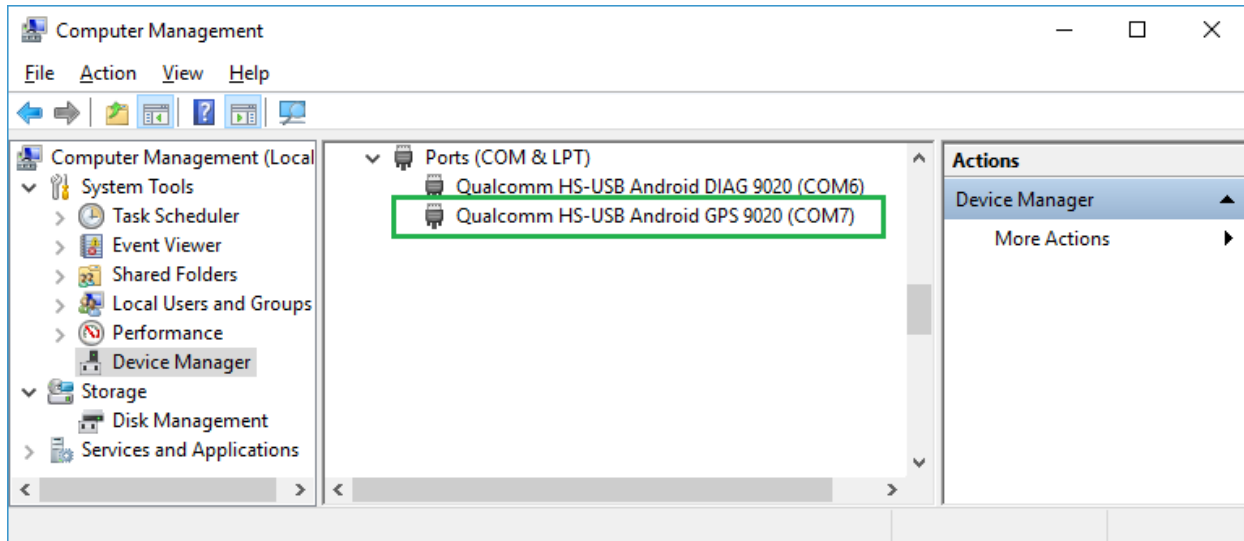 Computer Management
File Action View Help
Computer Management (Local
System Tools
Task Scheduler
Event Viewer
Shared Folders
Local Users and Groups
Performance
Device Manager
Storage
Disk Management
Services and Applications
Ports (COM & LPT)
Qualcomm HS-USB Android DIAG 9020 (COM6)
Qualcomm HS-USB Android GPS 9020 (COM7)
Actions
Device Manager
More Actions